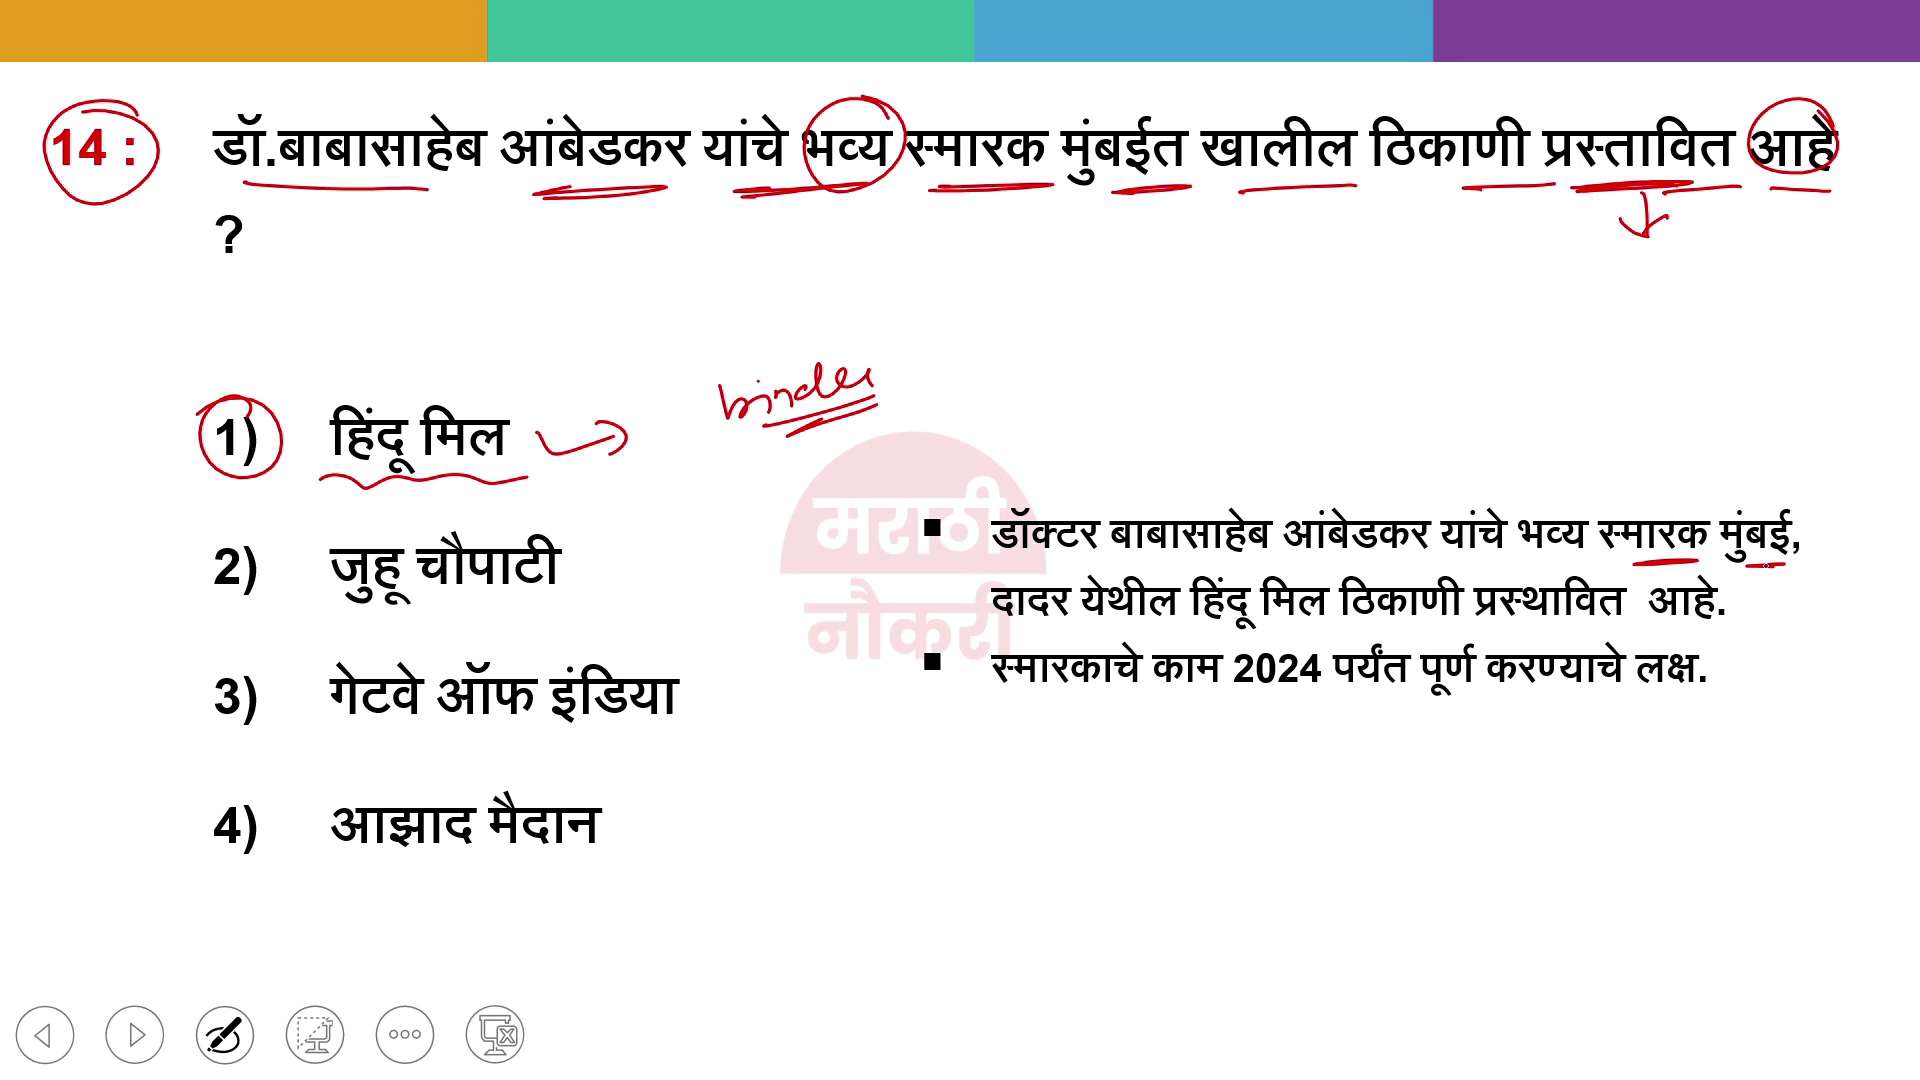 14 : डॉ.बाबासाहेब आंबेडकर यांचे भव्य स्मारक मुंबईत खालील ठिकाणी प्रस्तावित आहे
?
1) हिंदू मिल
2) जुहू चौपाटी
3) गेटवे ऑफ इंडिया
4) आझाद मैदान
मराठी
नौकरी
▪ डॉक्टर बाबासाहेब आंबेडकर यांचे भव्य स्मारक मुंबई,
दादर येथील हिंदू मिल ठिकाणी प्रस्थावित आहे.
▪ स्मारकाचे काम 2024 पर्यंत पूर्ण करण्याचे लक्ष.